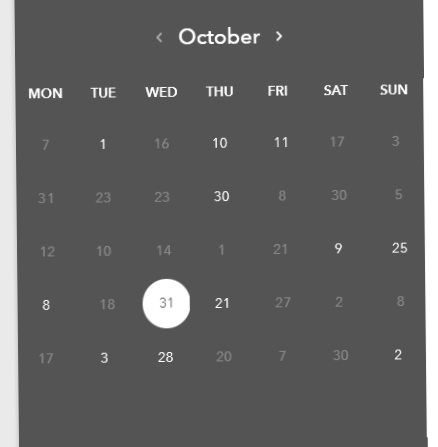 ‹ October ›
MON TUE WED THU FRI SAT SUN
7 1 16 10 11 17 3
31 23 23 30 8 30 5
12 10 14 1 21 9 25
8 18 31 21 27 2 8
17 3 28 20 7 30 2